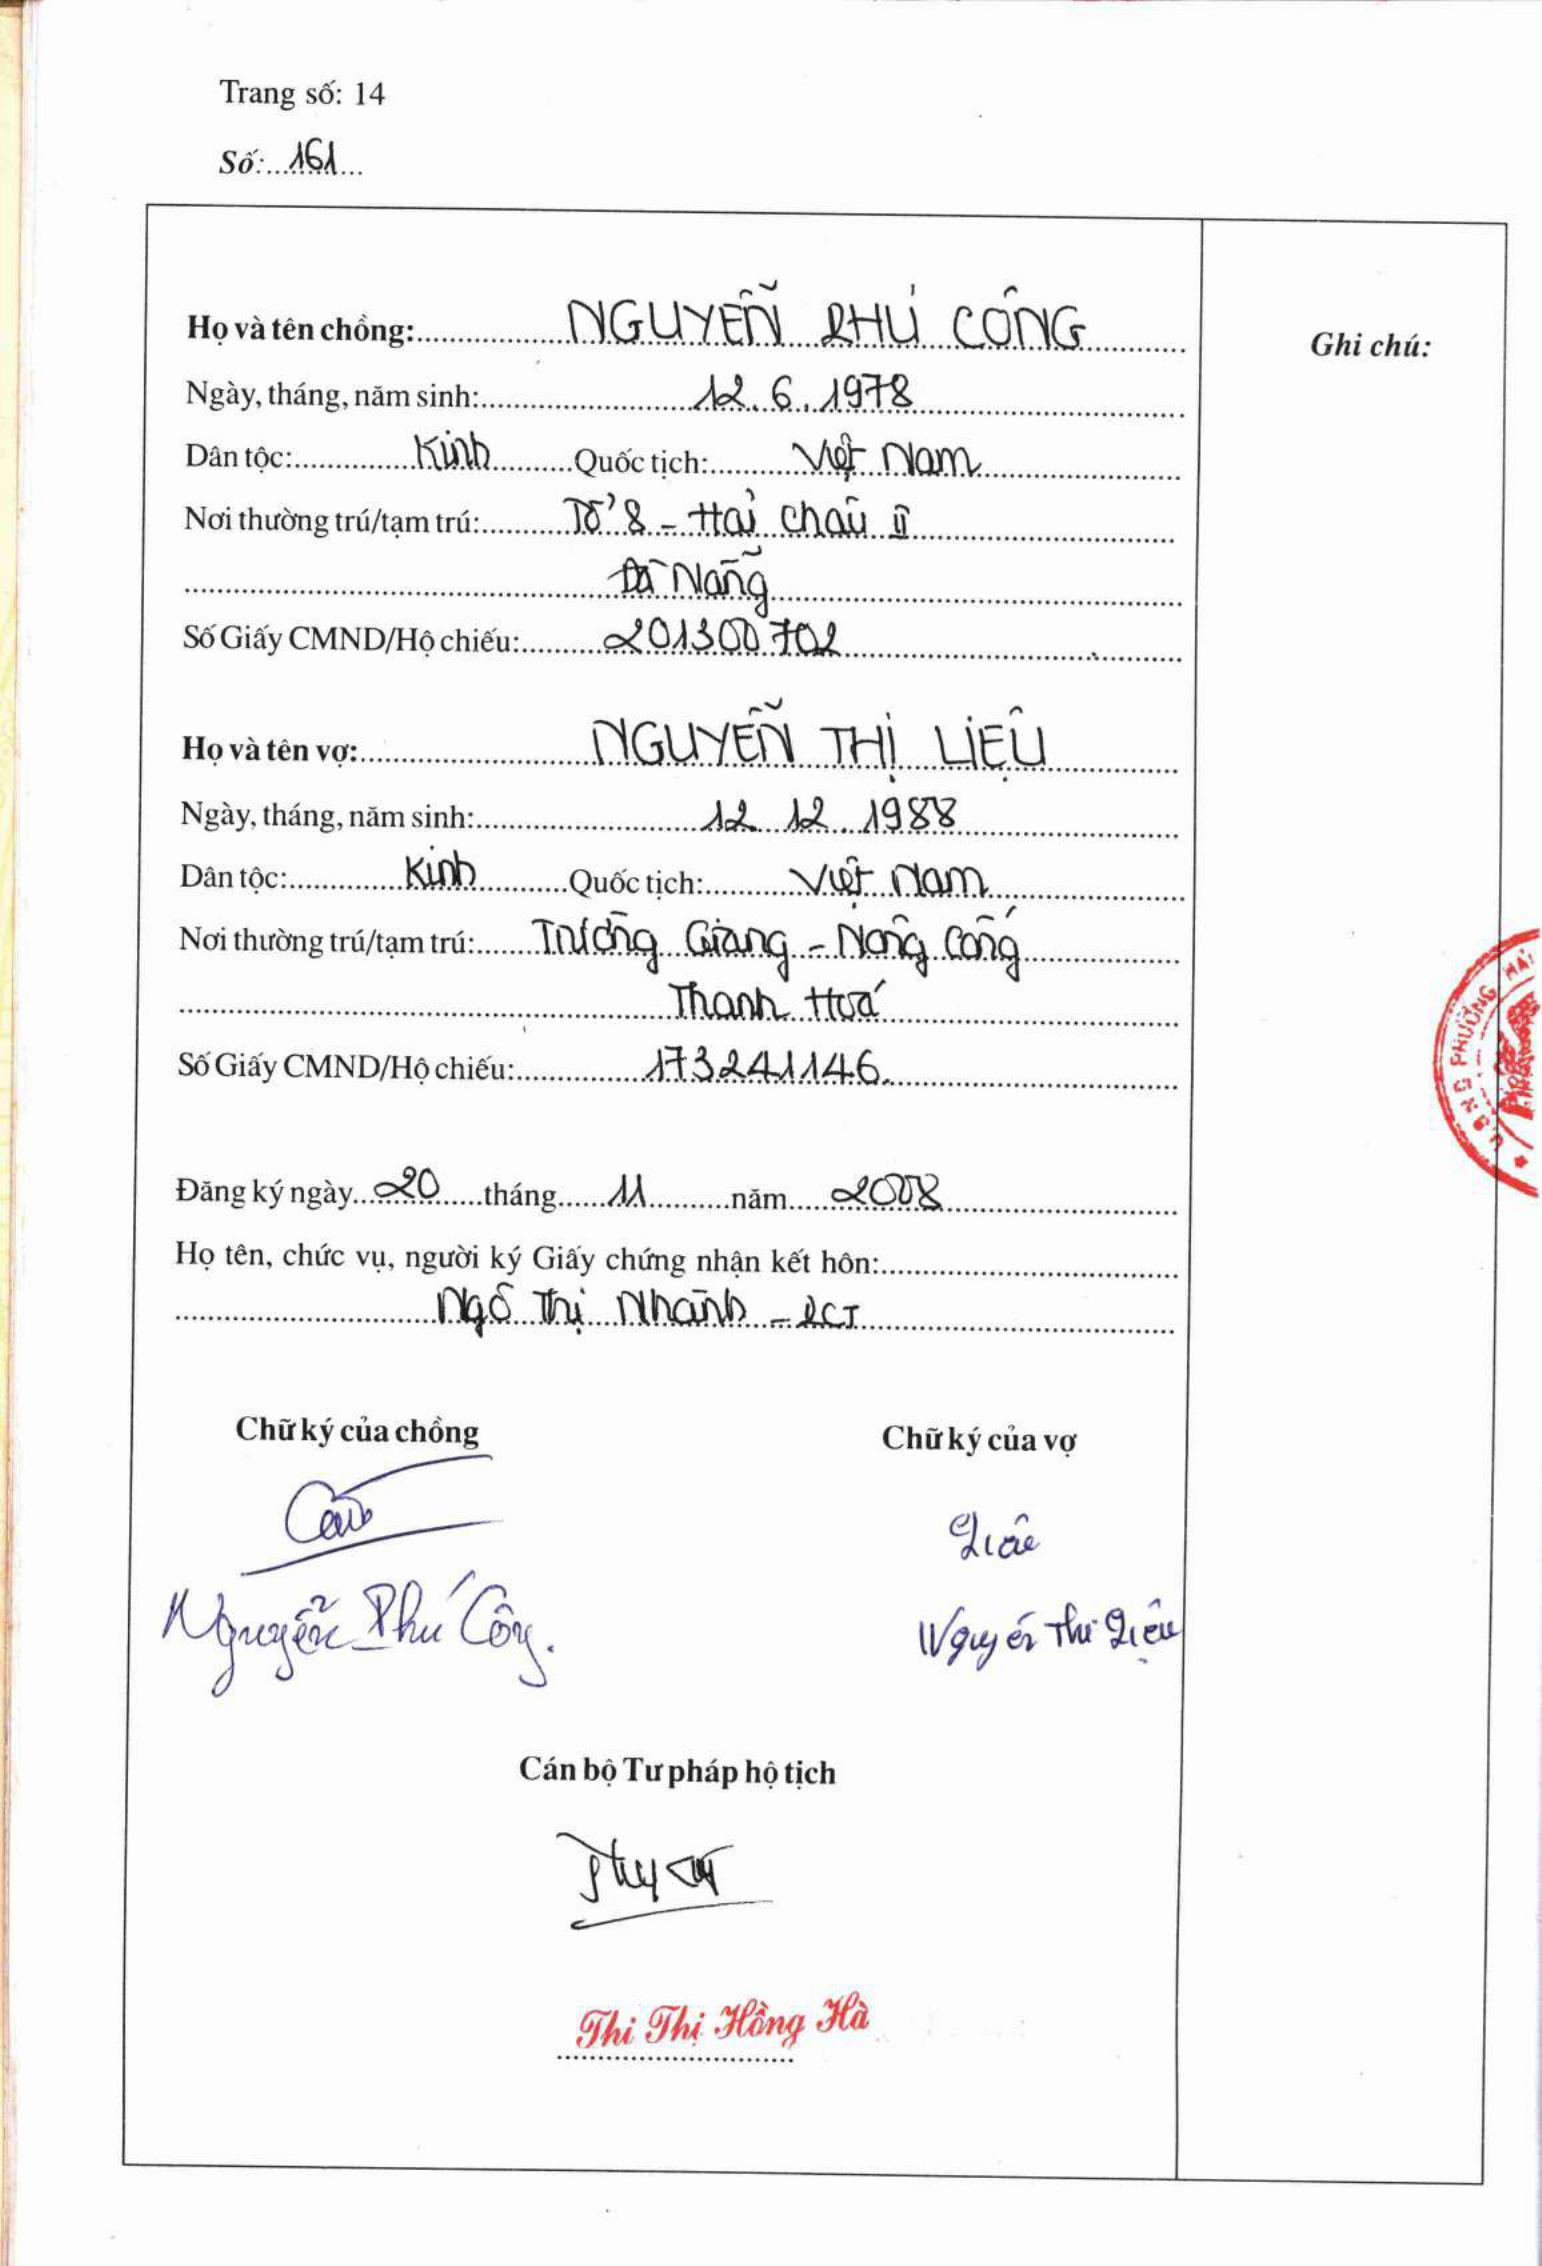 Trang số: 14
Số: 161
Họ và tên chồng: NGUYỄN PHÚ CÔNG
Ghi chú:
Ngày, tháng, năm sinh: 12.6.1978
Dân tộc: Kinh Quốc tịch: Việt Nam
Nơi thường trú/tạm trú: Tổ 8 - Hải Châu II
Đà Nẵng
Số Giấy CMND/Hộ chiếu: 201300702
Họ và tên vợ: NGUYỄN THỊ LIỆU
Ngày, tháng, năm sinh: 12.12.1988
Dân tộc: Kinh Quốc tịch: Việt Nam
Nơi thường trú/tạm trú: Trường Giang - Nông Cống
Thanh Hoá
Số Giấy CMND/Hộ chiếu: 173241146
Đăng ký ngày 20 tháng 11 năm 2008
Họ tên, chức vụ, người ký Giấy chứng nhận kết hôn:
Ngô Thị Nhành - PCT
Chữ ký của chồng
Chữ ký của vợ
Nguyễn Phú Công.
Nguyễn Thị Liệu
Cán bộ Tư pháp hộ tịch
Thi Thị Hồng Hà
U.B.N.D PHƯỜNG HẢI